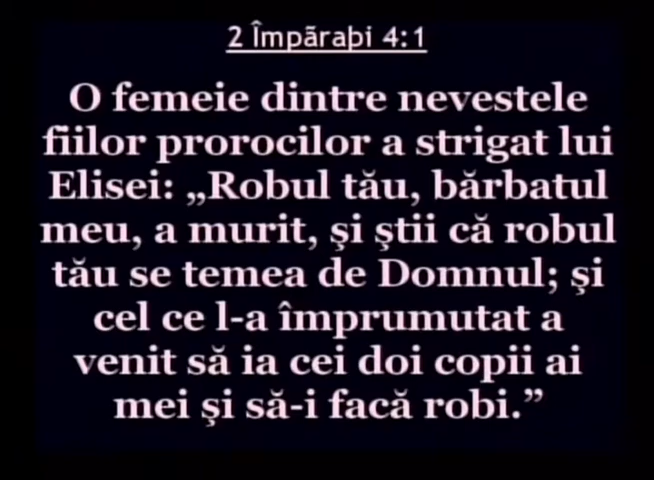 2 Împãraþi 4:1
O femeie dintre nevestele
fiilor prorocilor a strigat lui
Elisei: „Robul tău, bărbatul
meu, a murit, şi ştii că robul
tău se temea de Domnul; şi
cel ce l-a împrumutat a
venit să ia cei doi copii ai
mei şi să-i facă robi.”